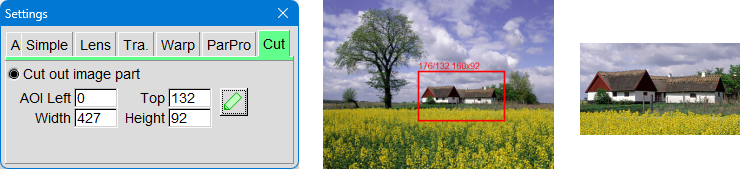 Settings
A Simple Lens Tra. Warp ParPro Cut
Cut out image part
AOI Left 0 Top 132
Width 427 Height 92
176/132 160x92